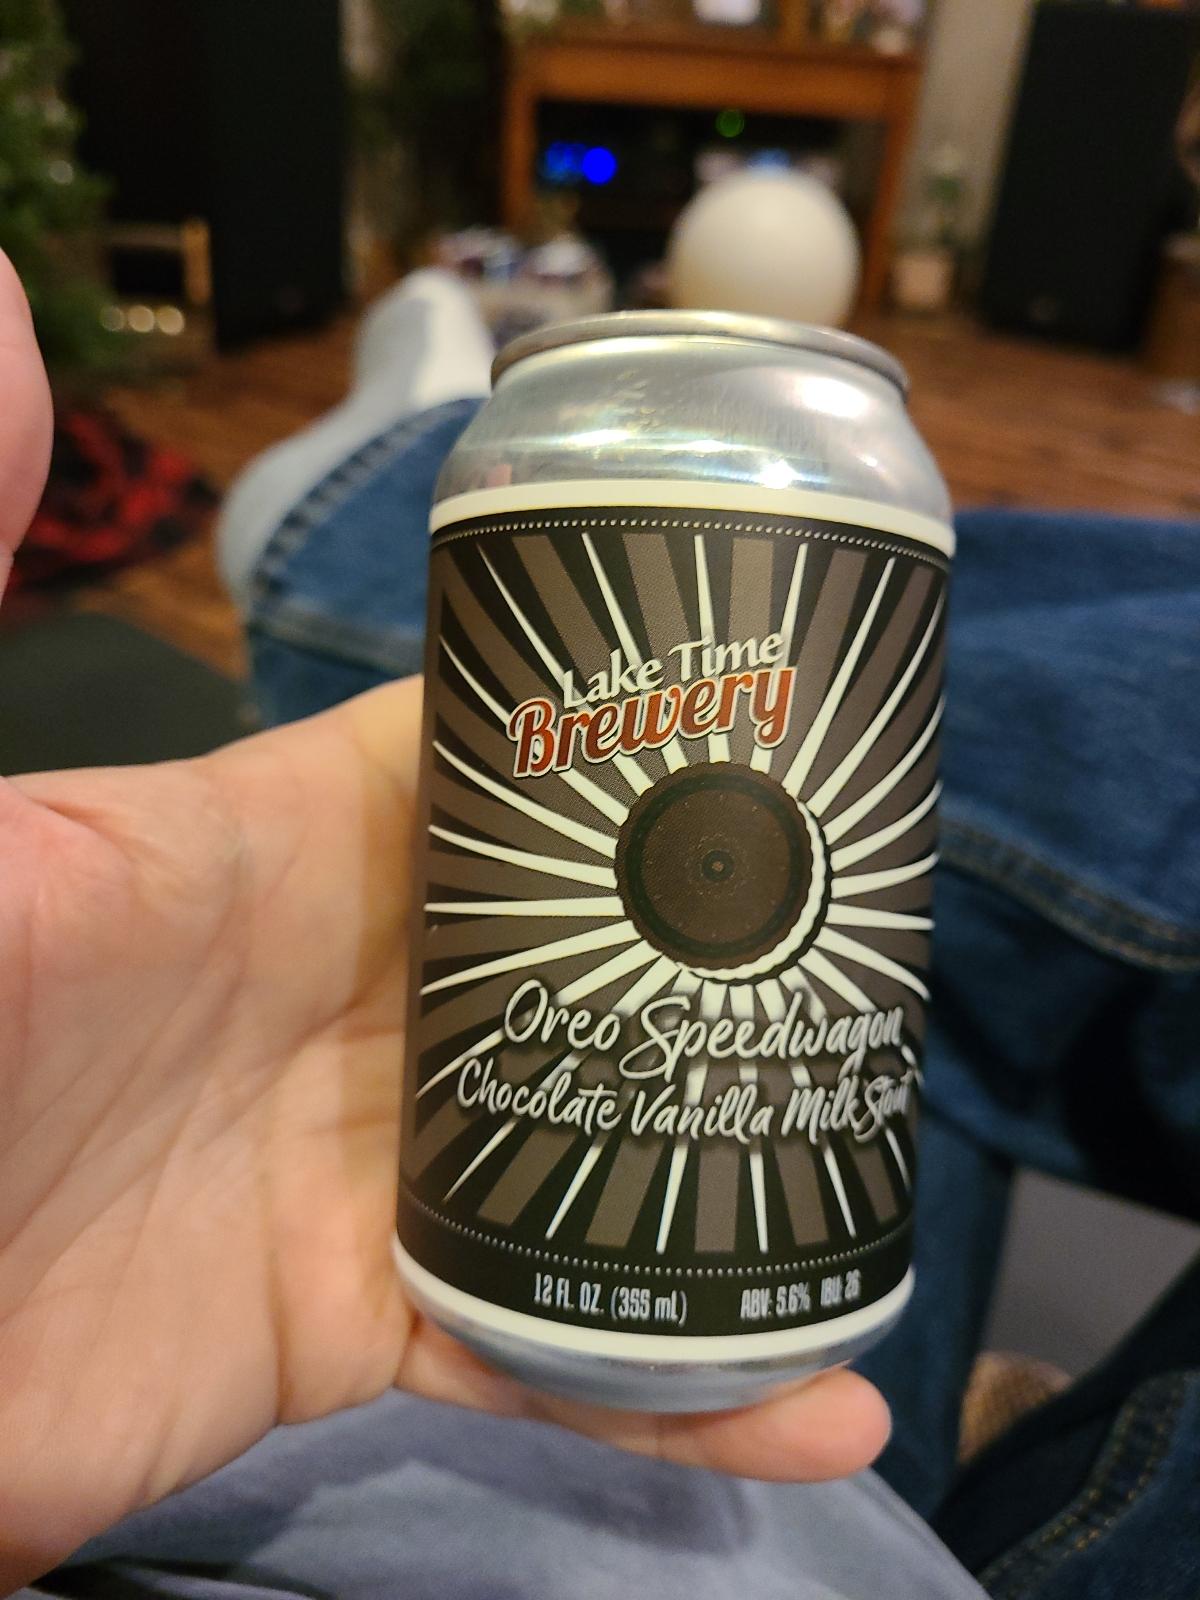 Lake Time
Brewery
Oreo Speedwagon
Chocolate Vanilla Milk Stout
12 FL. OZ. (355 mL) ABV: 5.6% IBU: 26